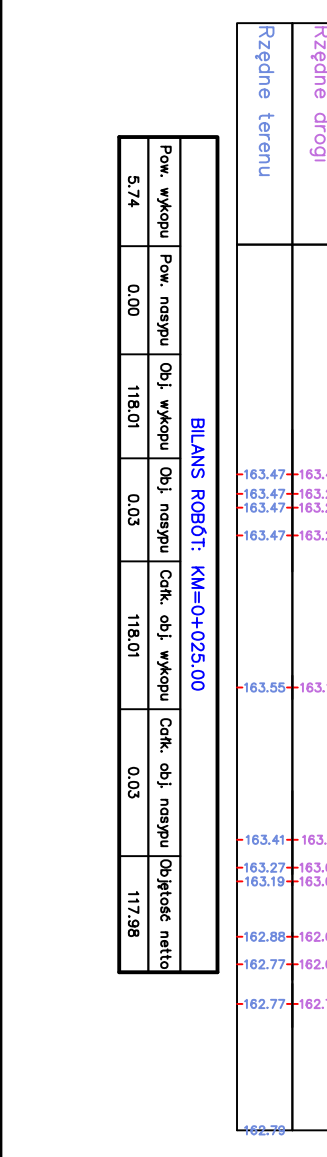 Rzędne drogi
Rzędne terenu
163.47 163.47 163.47 163.47 163.55 163.41 163.27 163.19 162.88 162.77 162.77 162.79
BILANS ROBÓT: KM=0+025.00
Pow. wykopu Pow. nasypu Obj. wykopu Obj. nasypu Całk. obj. wykopu Całk. obj. nasypu Objętość netto
5.74 0.00 118.01 0.03 118.01 0.03 117.98